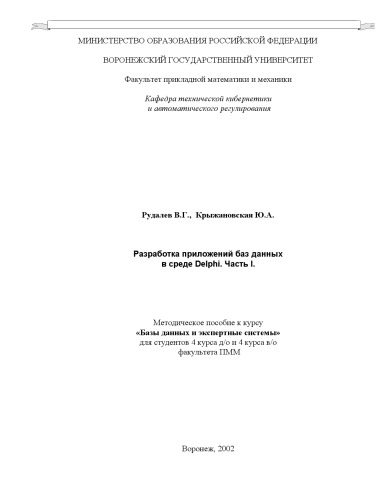 МИНИСТЕРСТВО ОБРАЗОВАНИЯ РОССИЙСКОЙ ФЕДЕРАЦИИ
ВОРОНЕЖСКИЙ ГОСУДАРСТВЕННЫЙ УНИВЕРСИТЕТ
Факультет прикладной математики и механики
Кафедра технической кибернетики
и автоматического регулирования
Рудалев В.Г., Крыжановская Ю.А.
Разработка приложений баз данных
в среде Delphi. Часть I.
Методическое пособие к курсу
«Базы данных и экспертные системы»
для студентов 4 курса д/о и 4 курса в/о
факультета ПММ
Воронеж, 2002